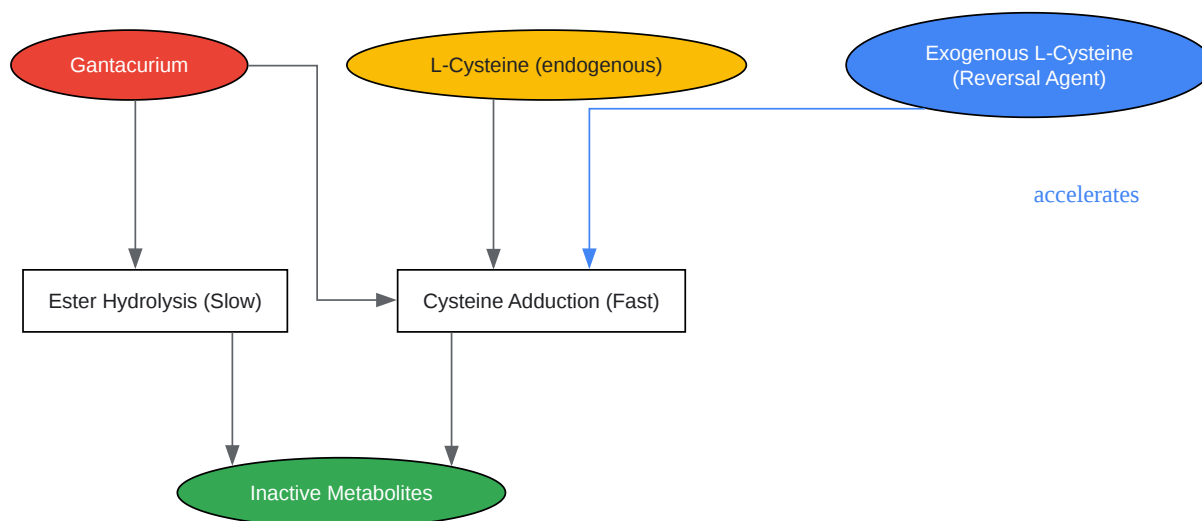 Gantacurium
L-Cysteine (endogenous)
Exogenous L-Cysteine
(Reversal Agent)
accelerates
Ester Hydrolysis (Slow)
Cysteine Adduction (Fast)
Inactive Metabolites